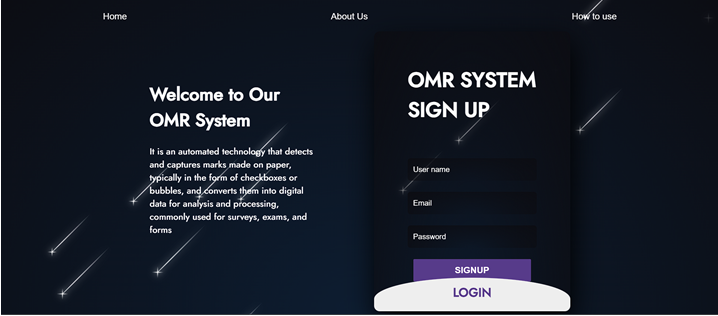 Home
About Us
How to use
Welcome to Our
OMR System
It is an automated technology that detects
and captures marks made on paper,
typically in the form of checkboxes or
bubbles, and converts them into digital
data for analysis and processing,
commonly used for surveys, exams, and
forms
OMR SYSTEM
SIGN UP
User name
Email
Password
SIGNUP
LOGIN